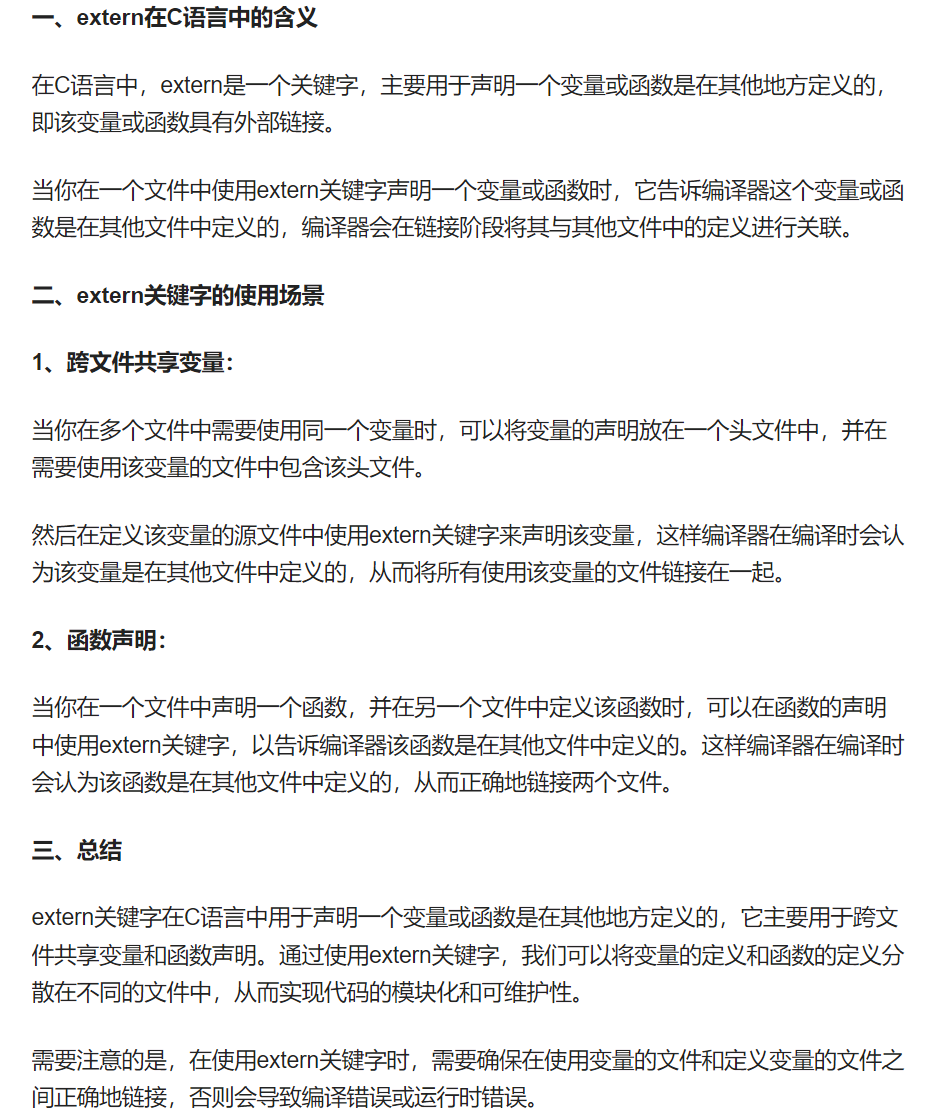 一、extern在C语言中的含义
在C语言中，extern是一个关键字，主要用于声明一个变量或函数是在其他地方定义的，
即该变量或函数具有外部链接。
当你在一个文件中使用extern关键字声明一个变量或函数时，它告诉编译器这个变量或函
数是在其他文件中定义的，编译器会在链接阶段将其与其他文件中的定义进行关联。
二、extern关键字的使用场景
1、跨文件共享变量：
当你在多个文件中需要使用同一个变量时，可以将变量的声明放在一个头文件中，并在
需要使用该变量的文件中包含该头文件。
然后在定义该变量的源文件中使用extern关键字来声明该变量，这样编译器在编译时会认
为该变量是在其他文件中定义的，从而将所有使用该变量的文件链接在一起。
2、函数声明：
当你在一个文件中声明一个函数，并在另一个文件中定义该函数时，可以在函数的声明
中使用extern关键字，以告诉编译器该函数是在其他文件中定义的。这样编译器在编译时
会认为该函数是在其他文件中定义的，从而正确地链接两个文件。
三、总结
extern关键字在C语言中用于声明一个变量或函数是在其他地方定义的，它主要用于跨文
件共享变量和函数声明。通过使用extern关键字，我们可以将变量的定义和函数的定义分
散在不同的文件中，从而实现代码的模块化和可维护性。
需要注意的是，在使用extern关键字时，需要确保在使用变量的文件和定义变量的文件之
间正确地链接，否则会导致编译错误或运行时错误。